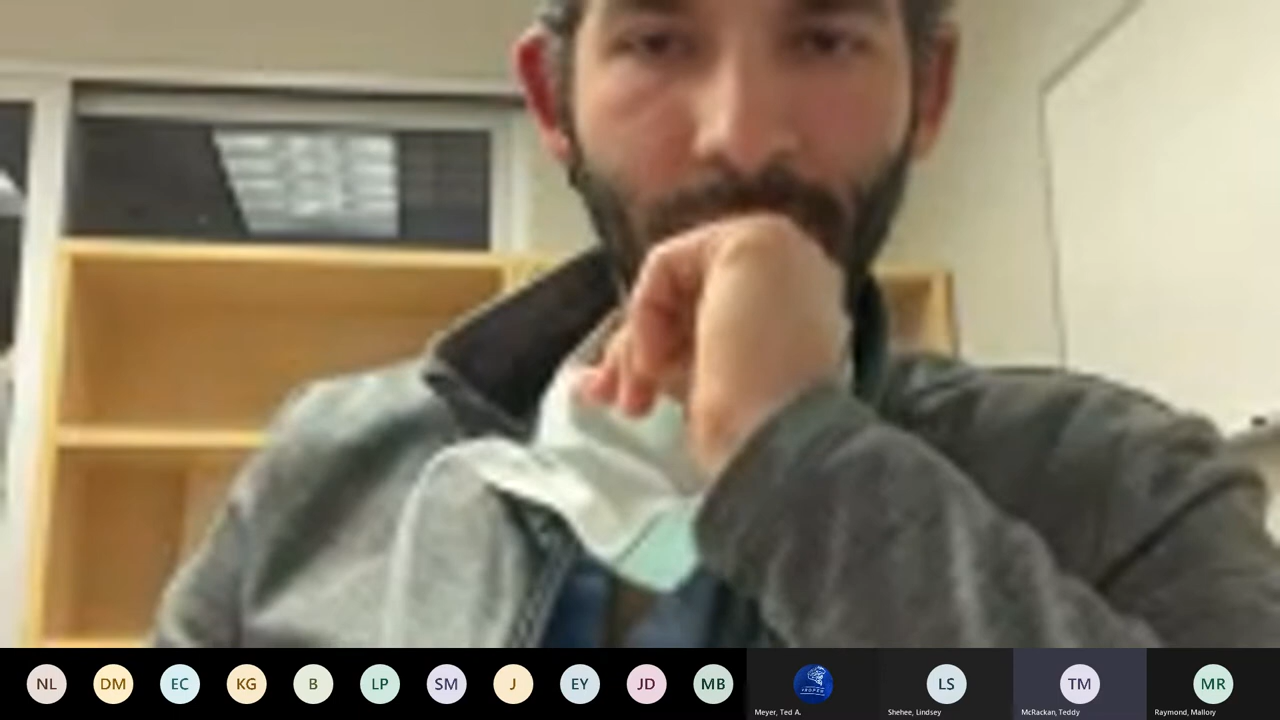 NL DM EC KG B LP SM J EY JD MB LS TM MR
Meyer, Ted A. Shehee, Lindsey McRackan, Teddy Raymond, Mallory